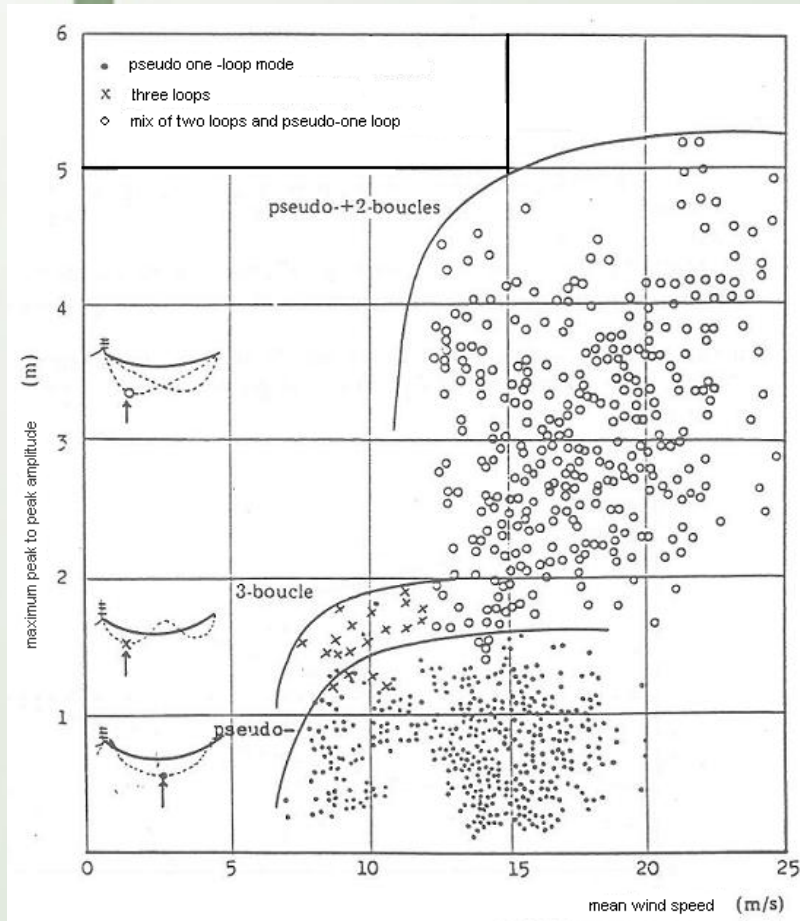 6
pseudo one -loop mode
x three loops
mix of two loops and pseudo-one loop
5
pseudo-+2-boucles
4
(m)
3
maximum peak to peak amplitude
2
3-boucle
1
pseudo-
0 5 10 15 20 25
mean wind speed (m/s)